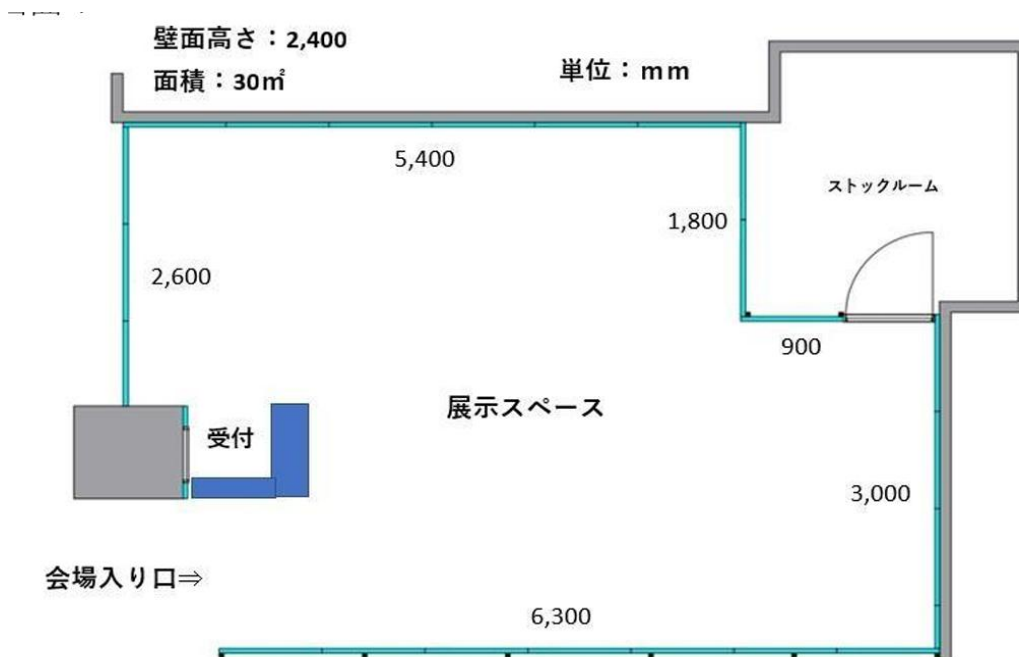 壁面高さ：2,400
面積：30㎡
単位：mm
5,400
ストックルーム
1,800
2,600
900
展示スペース
受付
3,000
会場入り口⇒
6,300